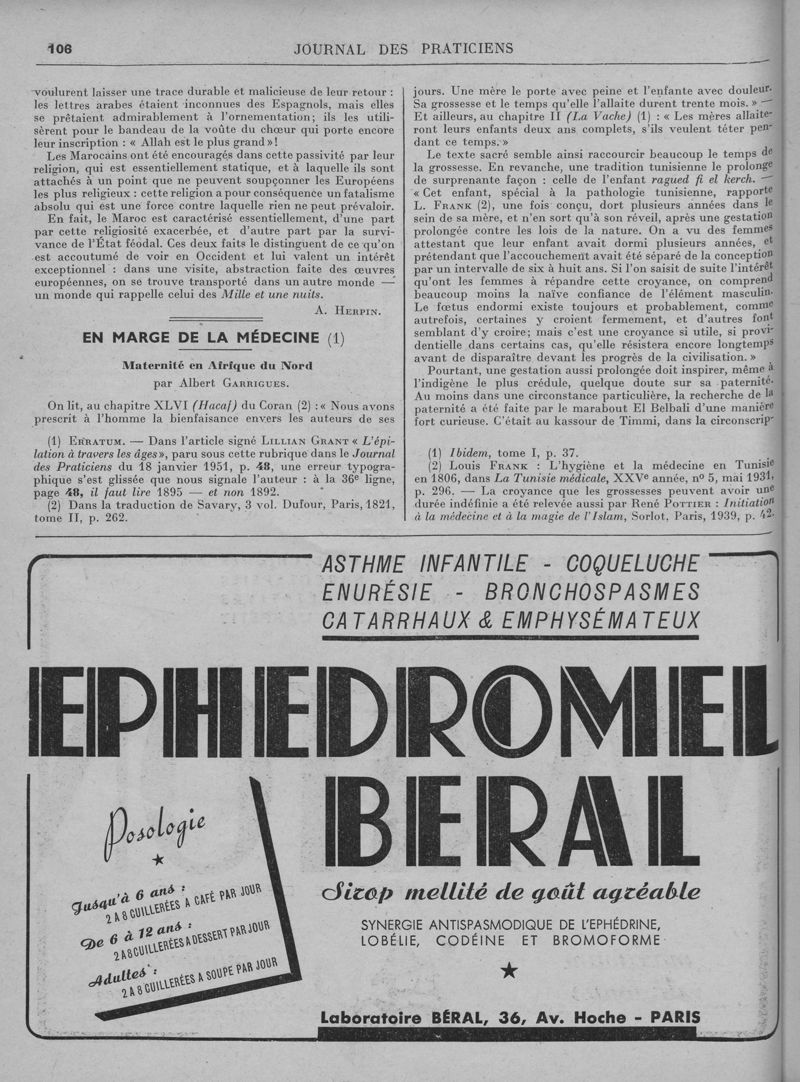 106
JOURNAL DES PRATICIENS
voulurent laisser une trace durable et malicieuse de leur retour :
les lettres arabes étaient inconnues des Espagnols, mais elles
se prêtaient admirablement à l'ornementation; ils les utili-
sèrent pour le bandeau de la voûte du chœur qui porte encore
leur inscription : « Allah est le plus grand »!
Les Marocains ont été encouragés dans cette passivité par leur
religion, qui est essentiellement statique, et à laquelle ils sont
attachés à un point que ne peuvent soupçonner les Européens
les plus religieux : cette religion a pour conséquence un fatalisme
absolu qui est une force contre laquelle rien ne peut prévaloir.
En fait, le Maroc est caractérisé essentiellement, d'une part
par cette religiosité exacerbée, et d'autre part par la survi-
vance de l'État féodal. Ces deux faits le distinguent de ce qu'on
est accoutumé de voir en Occident et lui valent un intérêt
exceptionnel : dans une visite, abstraction faite des œuvres
européennes, on se trouve transporté dans un autre monde —
un monde qui rappelle celui des Mille et une nuits.
A. HERPIN.
EN MARGE DE LA MÉDECINE (1)
Maternité en Afrique du Nord
par Albert GARRIGUES.
On lit, au chapitre XLVI (Hacaf) du Coran (2) : « Nous avons
prescrit à l'homme la bienfaisance envers les auteurs de ses
(1) ERRATUM. — Dans l'article signé LILLIAN GRANT « L'épi-
lation à travers les âges », paru sous cette rubrique dans le Journal
des Praticiens du 18 janvier 1951, p. 48, une erreur typogra-
phique s'est glissée que nous signale l'auteur : à la 36e ligne,
page 48, il faut lire 1895 — et non 1892.
(2) Dans la traduction de Savary, 3 vol. Dufour, Paris, 1821,
tome II, p. 262.
jours. Une mère le porte avec peine et l'enfante avec douleur.
Sa grossesse et le temps qu'elle l'allaite durent trente mois. » —
Et ailleurs, au chapitre II (La Vache) (1) : « Les mères allaite-
ront leurs enfants deux ans complets, s'ils veulent téter pen-
dant ce temps. »
Le texte sacré semble ainsi raccourcir beaucoup le temps de
la grossesse. En revanche, une tradition tunisienne le prolonge
de surprenante façon : celle de l'enfant ragued fi el kerch. —
« Cet enfant, spécial à la pathologie tunisienne, rapporte
L. FRANK (2), une fois conçu, dort plusieurs années dans le
sein de sa mère, et n'en sort qu'à son réveil, après une gestation
prolongée contre les lois de la nature. On a vu des femmes
attestant que leur enfant avait dormi plusieurs années, et
prétendant que l'accouchement avait été séparé de la conception
par un intervalle de six à huit ans. Si l'on saisit de suite l'intérêt
qu'ont les femmes à répandre cette croyance, on comprend
beaucoup moins la naïve confiance de l'élément masculin.
Le fœtus endormi existe toujours et probablement, comme
autrefois, certaines y croient fermement, et d'autres font
semblant d'y croire; mais c'est une croyance si utile, si provi-
dentielle dans certains cas, qu'elle résistera encore longtemps
avant de disparaître devant les progrès de la civilisation. »
Pourtant, une gestation aussi prolongée doit inspirer, même à
l'indigène le plus crédule, quelque doute sur sa paternité.
Au moins dans une circonstance particulière, la recherche de la
paternité a été faite par le marabout El Belbali d'une manière
fort curieuse. C'était au kassour de Timmi, dans la circonscrip-
(1) Ibidem, tome I, p. 37.
(2) Louis FRANK : L'hygiène et la médecine en Tunisie
en 1806, dans La Tunisie médicale, XXVe année, no 5, mai 1931,
p. 296. — La croyance que les grossesses peuvent avoir une
durée indéfinie a été relevée aussi par René POTTIER : Initiation
à la médecine et à la magie de l'Islam, Sorlot, Paris, 1939, p. 42.
ASTHME INFANTILE - COQUELUCHE
ENURÉSIE - BRONCHOSPASMES
CATARRHAUX & EMPHYSÉMATEUX
EPHEDROMEL
BERAL
Posologie
Jusqu'à 6 ans :
2 A 8 CUILLERÉES A CAFÉ PAR JOUR
De 6 à 12 ans :
2 A 8 CUILLERÉES A DESSERT PAR JOUR
Adultes :
2 A 8 CUILLERÉES A SOUPE PAR JOUR
Sirop mellité de goût agréable
SYNERGIE ANTISPASMODIQUE DE L'EPHÉDRINE,
LOBÉLIE, CODÉINE ET BROMOFORME
Laboratoire BÉRAL, 36, Av. Hoche - PARIS